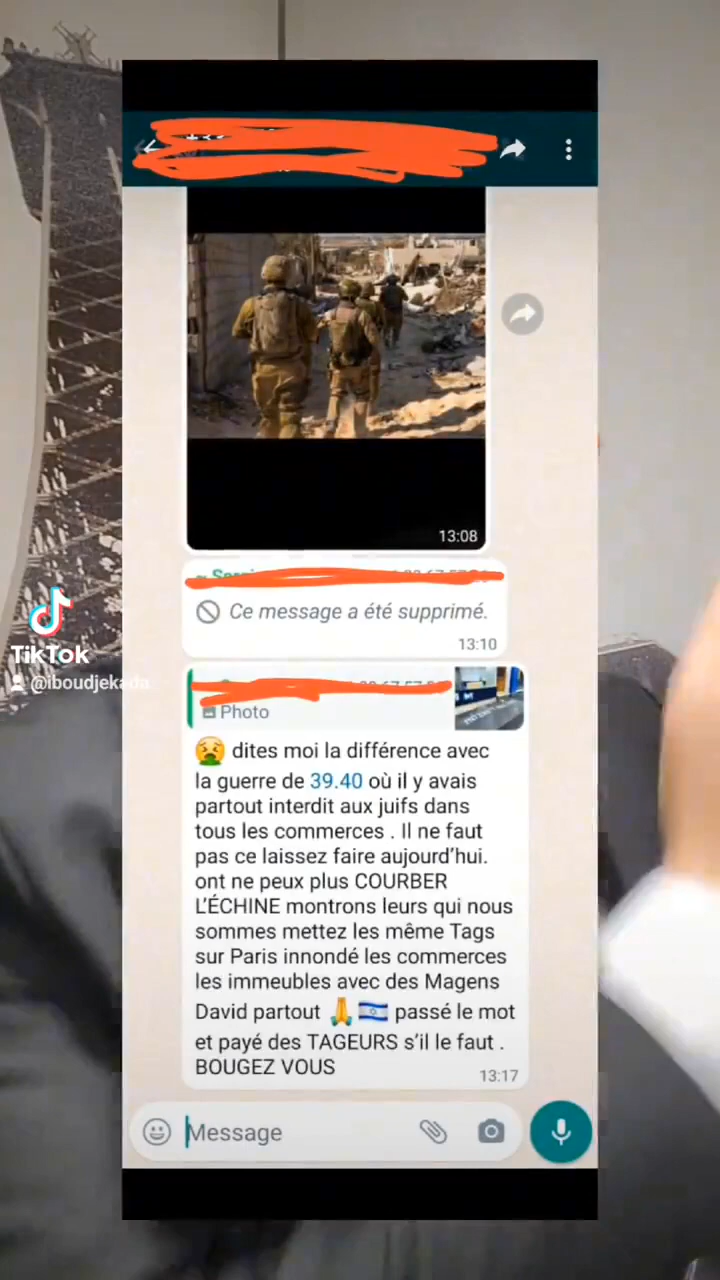 13:08
Ce message a été supprimé.
13:10
Photo
dites moi la différence avec
la guerre de 39.40 où il y avais
partout interdit aux juifs dans
tous les commerces . Il ne faut
pas ce laissez faire aujourd'hui.
ont ne peux plus COURBER
L'ÉCHINE montrons leurs qui nous
sommes mettez les même Tags
sur Paris innondé les commerces
les immeubles avec des Magens
David partout 🙏 🇮🇱 passé le mot
et payé des TAGEURS s'il le faut .
BOUGEZ VOUS
13:17
Message
TikTok
@iboudjekada